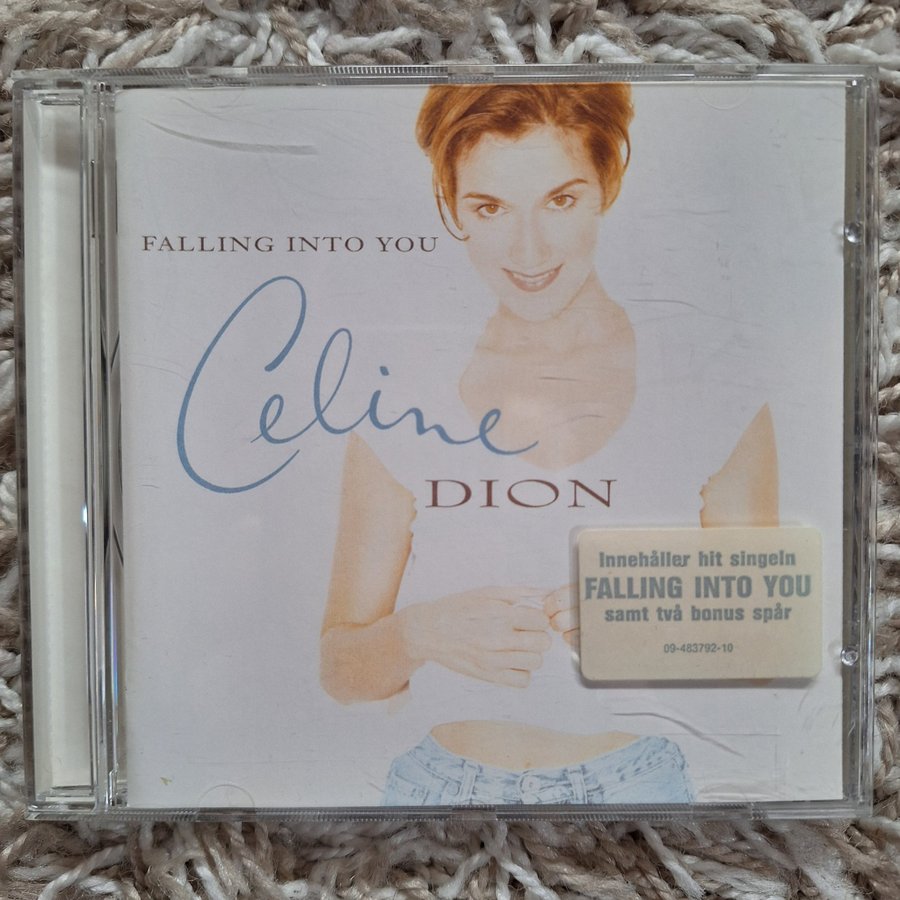 FALLING INTO YOU
Celine
DION
Innehåller hit singeln
FALLING INTO YOU
samt två bonus spår
09-483792-10